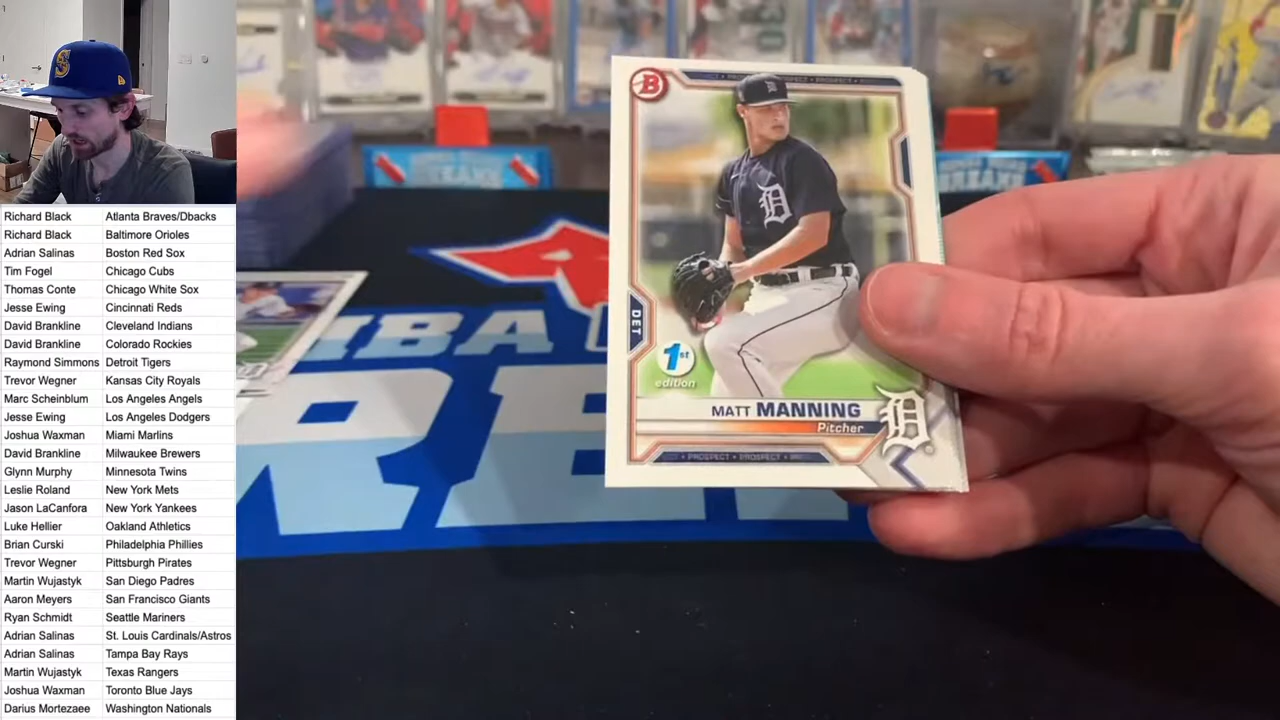 S
Richard Black Atlanta Braves/Dbacks
Richard Black Baltimore Orioles
Adrian Salinas Boston Red Sox
Tim Fogel Chicago Cubs
Thomas Conte Chicago White Sox
Jesse Ewing Cincinnati Reds
David Brankline Cleveland Indians
David Brankline Colorado Rockies
Raymond Simmons Detroit Tigers
Trevor Wegner Kansas City Royals
Marc Scheinblum Los Angeles Angels
Jesse Ewing Los Angeles Dodgers
Joshua Waxman Miami Marlins
David Brankline Milwaukee Brewers
Glynn Murphy Minnesota Twins
Leslie Roland New York Mets
Jason LaCanfora New York Yankees
Luke Hellier Oakland Athletics
Brian Curski Philadelphia Phillies
Trevor Wegner Pittsburgh Pirates
Martin Wujastyk San Diego Padres
Aaron Meyers San Francisco Giants
Ryan Schmidt Seattle Mariners
Adrian Salinas St. Louis Cardinals/Astros
Adrian Salinas Tampa Bay Rays
Martin Wujastyk Texas Rangers
Joshua Waxman Toronto Blue Jays
Darius Mortezaee Washington Nationals
B
PROSPECT PROSPECT
D
D
DET
1st
edition
MATT MANNING
Pitcher
D
PROSPECT • PROSPECT
BREAKS
BA
RE